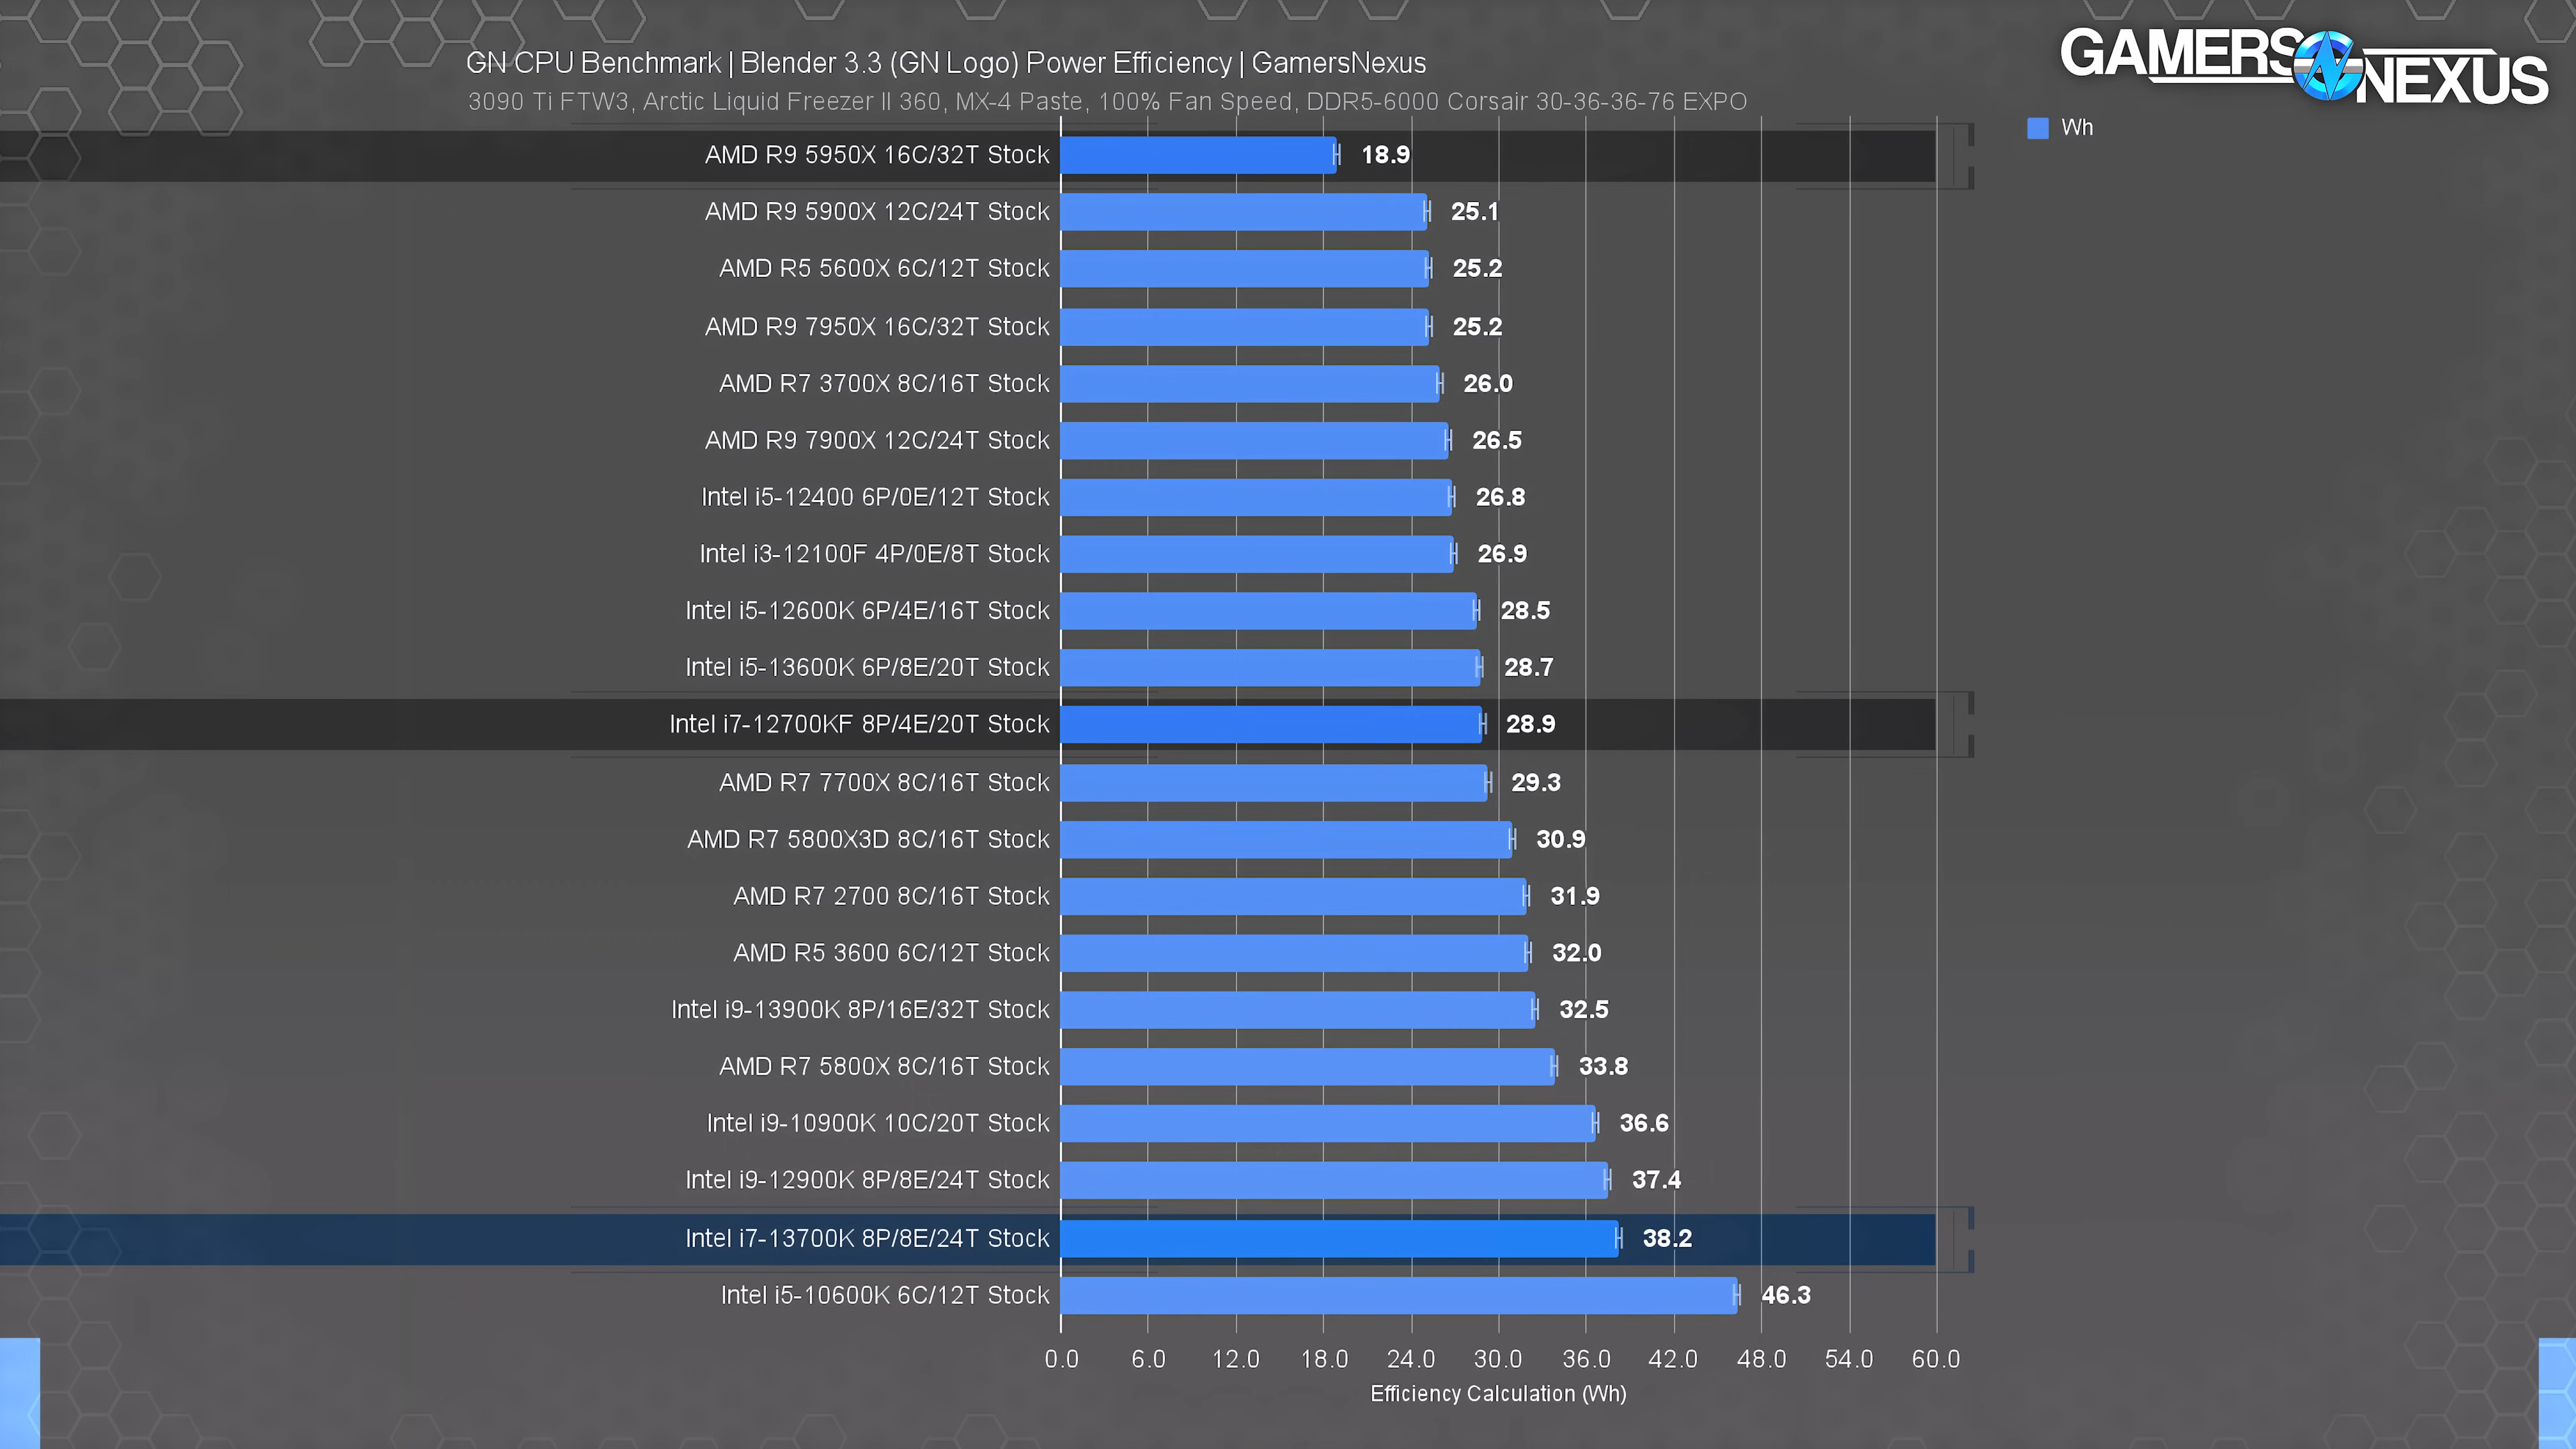 GN CPU Benchmark | Blender 3.3 (GN Logo) Power Efficiency | GamersNexus
3090 Ti FTW3, Arctic Liquid Freezer II 360, MX-4 Paste, 100% Fan Speed, DDR5-6000 Corsair 30-36-36-76 EXPO
GAMERS NEXUS
Wh
AMD R9 5950X 16C/32T Stock 18.9
AMD R9 5900X 12C/24T Stock 25.1
AMD R5 5600X 6C/12T Stock 25.2
AMD R9 7950X 16C/32T Stock 25.2
AMD R7 3700X 8C/16T Stock 26.0
AMD R9 7900X 12C/24T Stock 26.5
Intel i5-12400 6P/0E/12T Stock 26.8
Intel i3-12100F 4P/0E/8T Stock 26.9
Intel i5-12600K 6P/4E/16T Stock 28.5
Intel i5-13600K 6P/8E/20T Stock 28.7
Intel i7-12700KF 8P/4E/20T Stock 28.9
AMD R7 7700X 8C/16T Stock 29.3
AMD R7 5800X3D 8C/16T Stock 30.9
AMD R7 2700 8C/16T Stock 31.9
AMD R5 3600 6C/12T Stock 32.0
Intel i9-13900K 8P/16E/32T Stock 32.5
AMD R7 5800X 8C/16T Stock 33.8
Intel i9-10900K 10C/20T Stock 36.6
Intel i9-12900K 8P/8E/24T Stock 37.4
Intel i7-13700K 8P/8E/24T Stock 38.2
Intel i5-10600K 6C/12T Stock 46.3
0.0 6.0 12.0 18.0 24.0 30.0 36.0 42.0 48.0 54.0 60.0
Efficiency Calculation (Wh)